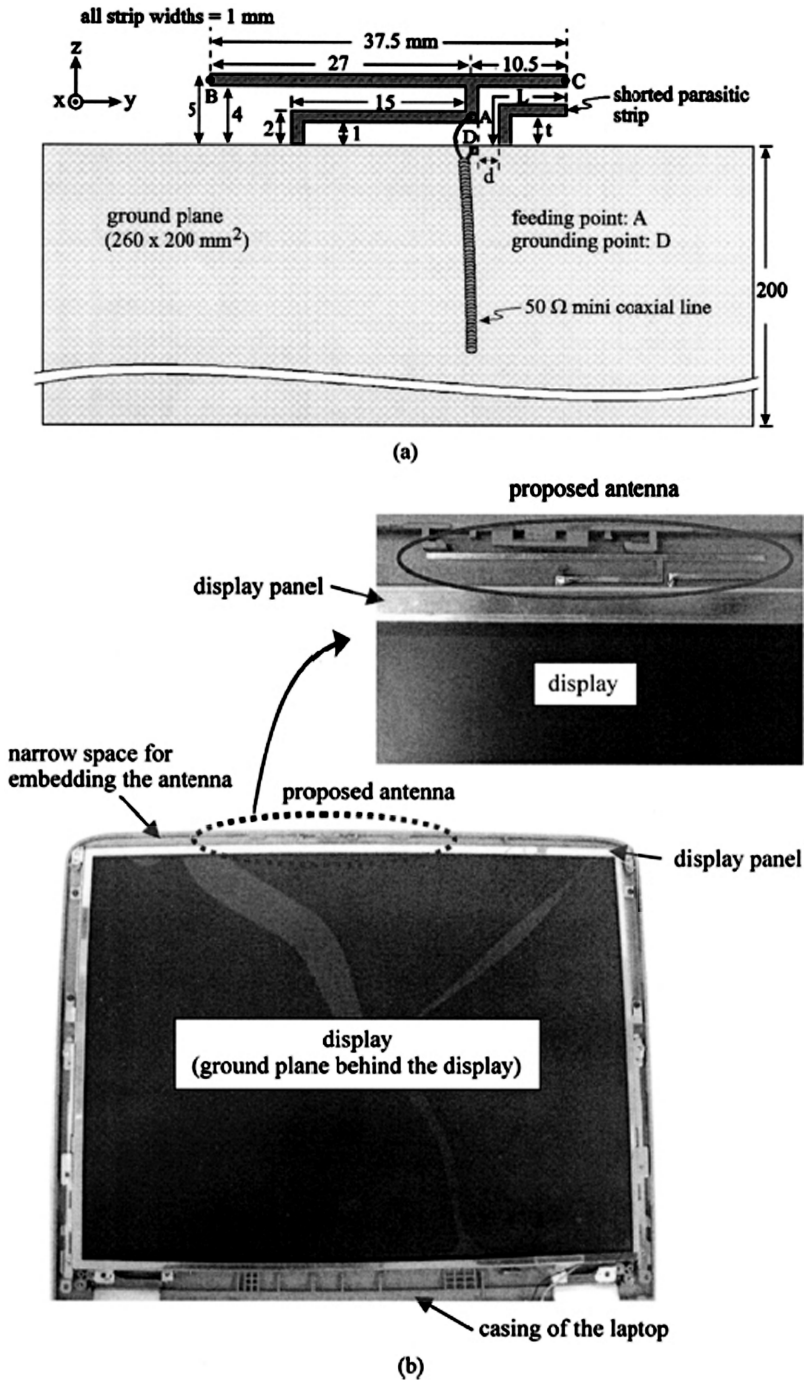 all strip widths = 1 mm
37.5 mm
27
10.5
z
x
y
B
C
5
4
15
L
shorted parasitic
strip
2
1
A
D
t
d
ground plane
(260 x 200 mm²)
feeding point: A
grounding point: D
200
50 Ω mini coaxial line
(a)
proposed antenna
display panel
display
narrow space for
embedding the antenna
proposed antenna
display panel
display
(ground plane behind the display)
casing of the laptop
(b)